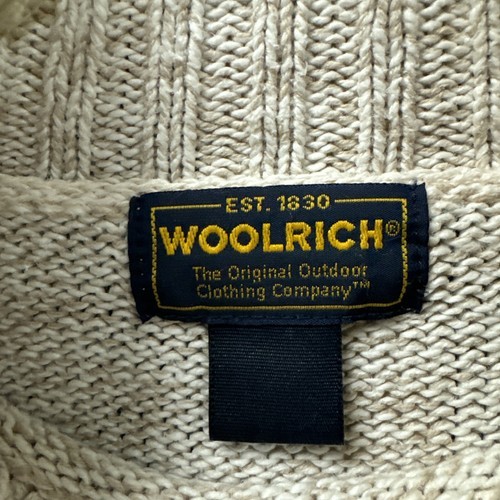 EST. 1830
WOOLRICH®
The Original Outdoor
Clothing Company™